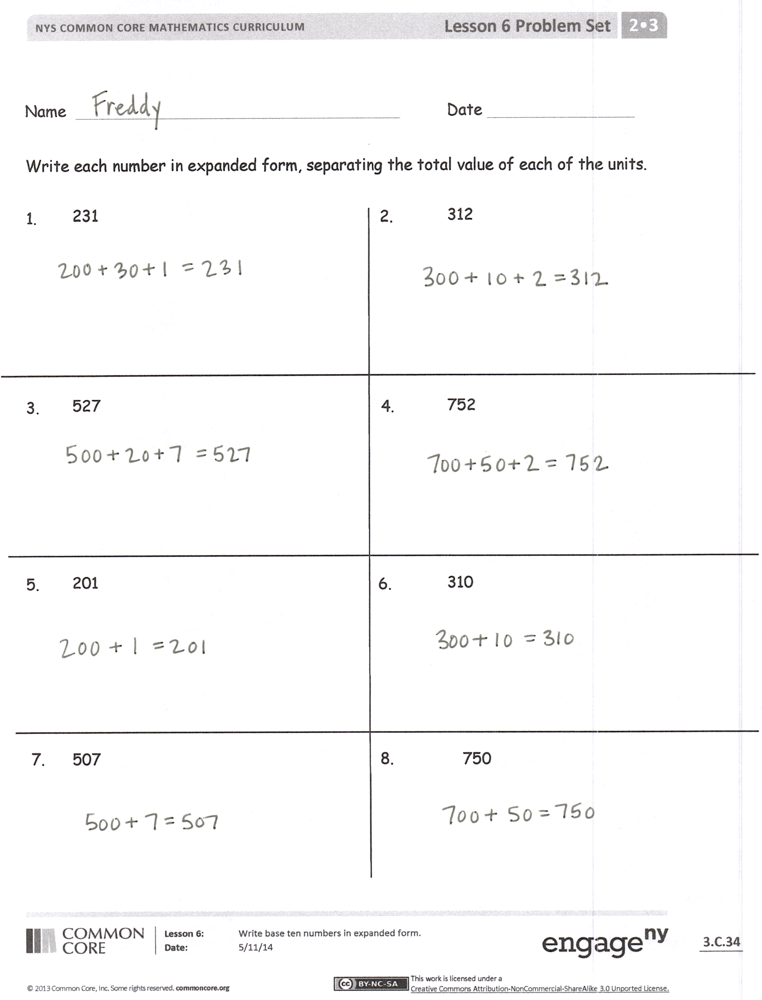 NYS COMMON CORE MATHEMATICS CURRICULUM Lesson 6 Problem Set 2•3
Name Freddy Date
Write each number in expanded form, separating the total value of each of the units.
1. 231
200 + 30 + 1 = 231
2. 312
300 + 10 + 2 = 312
3. 527
500 + 20 + 7 = 527
4. 752
700 + 50 + 2 = 752
5. 201
200 + 1 = 201
6. 310
300 + 10 = 310
7. 507
500 + 7 = 507
8. 750
700 + 50 = 750
COMMON CORE
Lesson 6: Write base ten numbers in expanded form.
Date: 5/11/14
engage ny
3.C.34
© 2013 Common Core, Inc. Some rights reserved. commoncore.org
cc BY-NC-SA
This work is licensed under a
Creative Commons Attribution-NonCommercial-ShareAlike 3.0 Unported License.